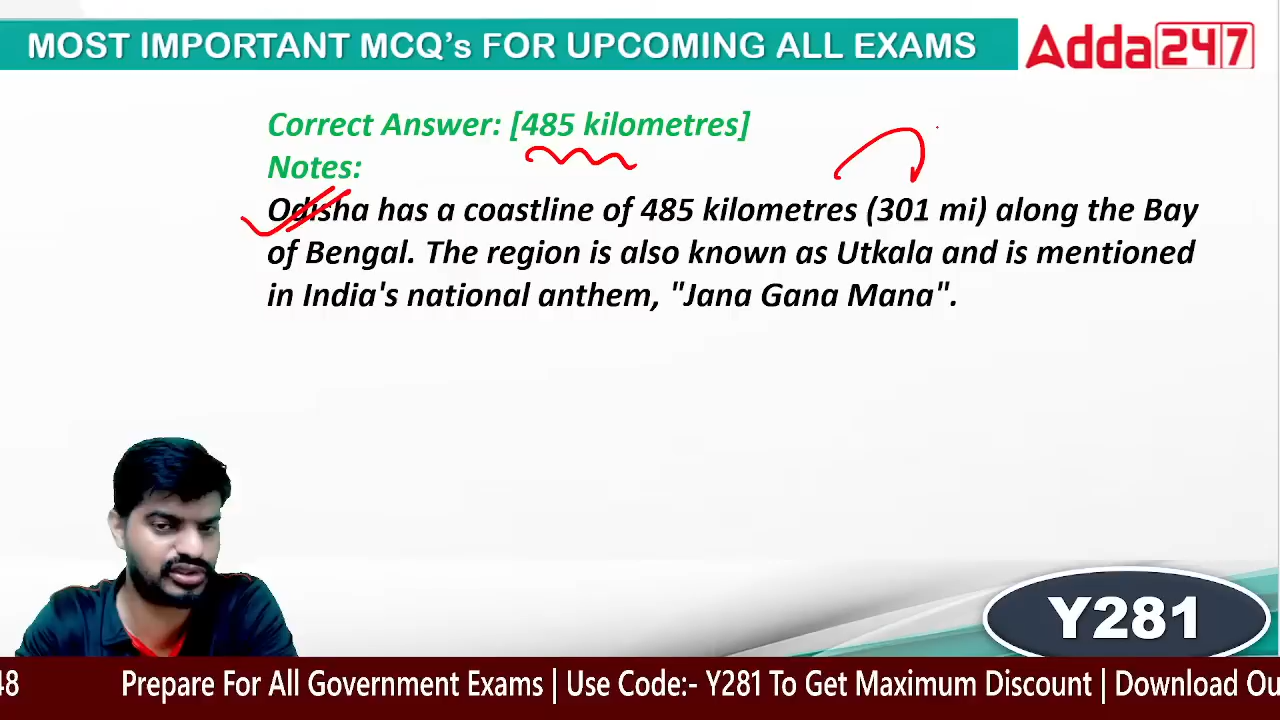 MOST IMPORTANT MCQ's FOR UPCOMING ALL EXAMS
Adda247
Correct Answer: [485 kilometres]
Notes:
Odisha has a coastline of 485 kilometres (301 mi) along the Bay
of Bengal. The region is also known as Utkala and is mentioned
in India's national anthem, "Jana Gana Mana".
Y281
48 Prepare For All Government Exams | Use Code:- Y281 To Get Maximum Discount | Download Ou